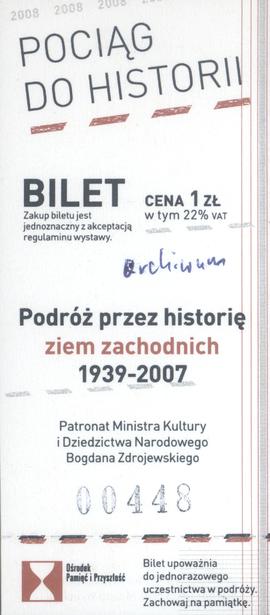 2008 2008 2008 2008
POCIĄG
DO HISTORII
BILET
Zakup biletu jest
jednoznaczny z akceptacją
regulaminu wystawy.
CENA 1 ZŁ
w tym 22% VAT
archiwum
Podróż przez historię
ziem zachodnich
1939-2007
Patronat Ministra Kultury
i Dziedzictwa Narodowego
Bogdana Zdrojewskiego
00448
Ośrodek
Pamięć i Przyszłość
Bilet upoważnia
do jednorazowego
uczestnictwa w podróży.
Zachowaj na pamiątkę.